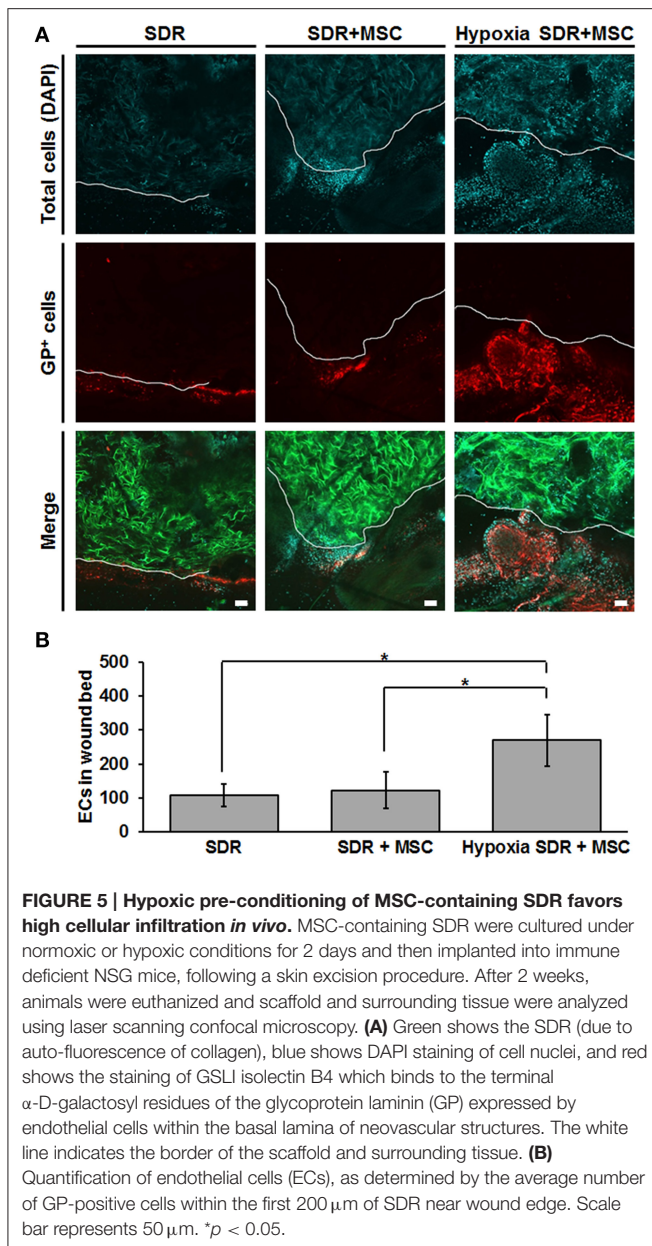 A
SDR
SDR+MSC
Hypoxia SDR+MSC
Total cells (DAPI)
GP+ cells
Merge
B
ECs in wound bed
500
400
300
200
100
0
*
*
SDR
SDR + MSC
Hypoxia SDR + MSC
FIGURE 5 | Hypoxic pre-conditioning of MSC-containing SDR favors
high cellular infiltration in vivo. MSC-containing SDR were cultured under
normoxic or hypoxic conditions for 2 days and then implanted into immune
deficient NSG mice, following a skin excision procedure. After 2 weeks,
animals were euthanized and scaffold and surrounding tissue were analyzed
using laser scanning confocal microscopy. (A) Green shows the SDR (due to
auto-fluorescence of collagen), blue shows DAPI staining of cell nuclei, and red
shows the staining of GSLI isolectin B4 which binds to the terminal
α-D-galactosyl residues of the glycoprotein laminin (GP) expressed by
endothelial cells within the basal lamina of neovascular structures. The white
line indicates the border of the scaffold and surrounding tissue. (B)
Quantification of endothelial cells (ECs), as determined by the average number
of GP-positive cells within the first 200 μm of SDR near wound edge. Scale
bar represents 50 μm. *p < 0.05.